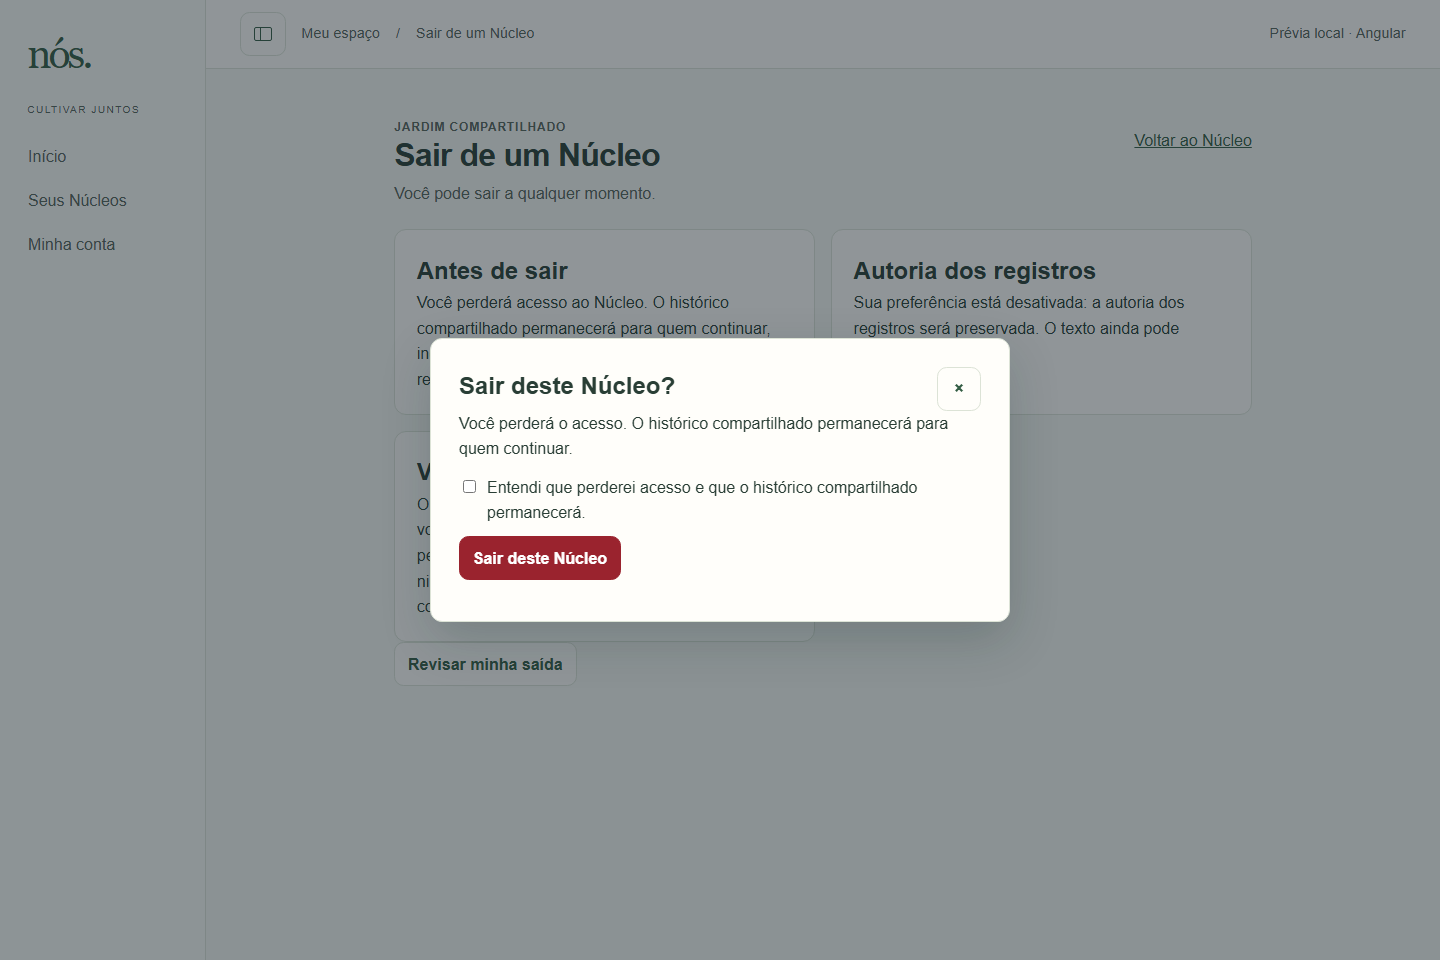 nós.
CULTIVAR JUNTOS
Início
Seus Núcleos
Minha conta
Meu espaço / Sair de um Núcleo
Prévia local · Angular
JARDIM COMPARTILHADO
Sair de um Núcleo
Você pode sair a qualquer momento.
Voltar ao Núcleo
Antes de sair
Você perderá acesso ao Núcleo. O histórico
compartilhado permanecerá para quem continuar,
Autoria dos registros
Sua preferência está desativada: a autoria dos
registros será preservada. O texto ainda pode
Sair deste Núcleo?
×
Você perderá o acesso. O histórico compartilhado permanecerá para
quem continuar.
Entendi que perderei acesso e que o histórico compartilhado
permanecerá.
Sair deste Núcleo
Revisar minha saída